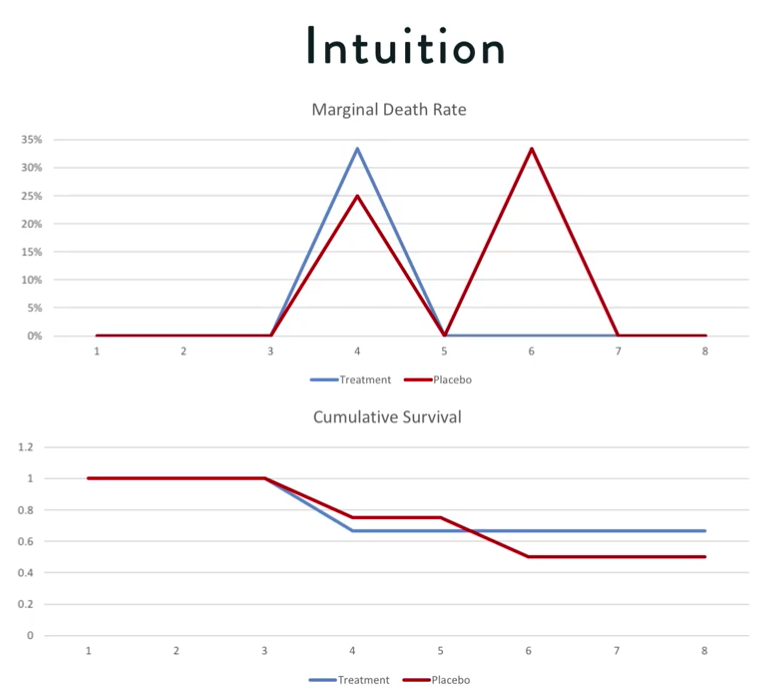 Intuition
Marginal Death Rate
35%
30%
25%
20%
15%
10%
5%
0%
1 2 3 4 5 6 7 8
Treatment Placebo
Cumulative Survival
1.2
1
0.8
0.6
0.4
0.2
0
1 2 3 4 5 6 7 8
Treatment Placebo